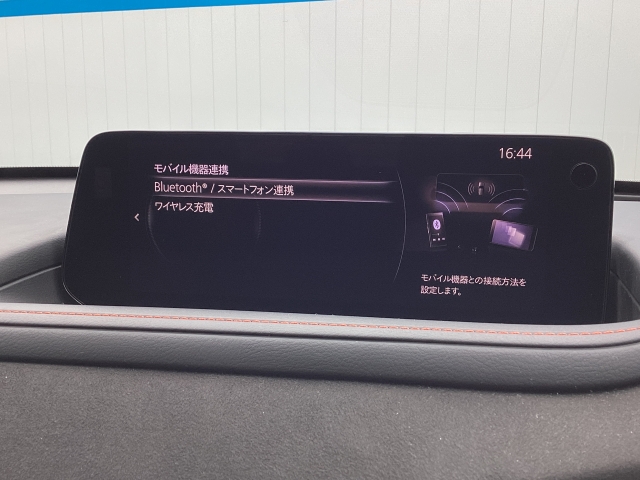 16:44
モバイル機器連携
Bluetooth® / スマートフォン連携
ワイヤレス充電
モバイル機器との接続方法を
設定します。